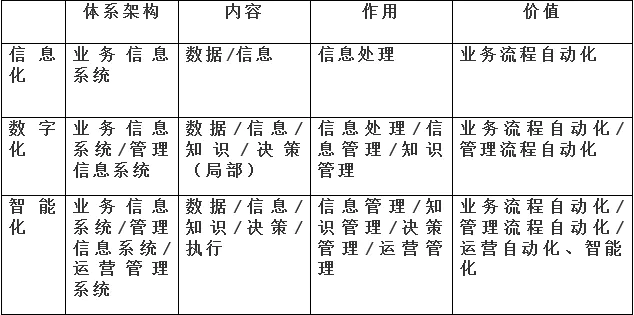 体系架构 内容 作用 价值
信息化 业务信息系统 数据/信息 信息处理 业务流程自动化
数字化 业务信息系统/管理信息系统 数据/信息/知识/决策（局部） 信息处理/信息管理/知识管理 业务流程自动化/管理流程自动化
智能化 业务信息系统/管理信息系统/运营管理系统 数据/信息/知识/决策/执行 信息管理/知识管理/决策管理/运营管理 业务流程自动化/管理流程自动化/运营自动化、智能化